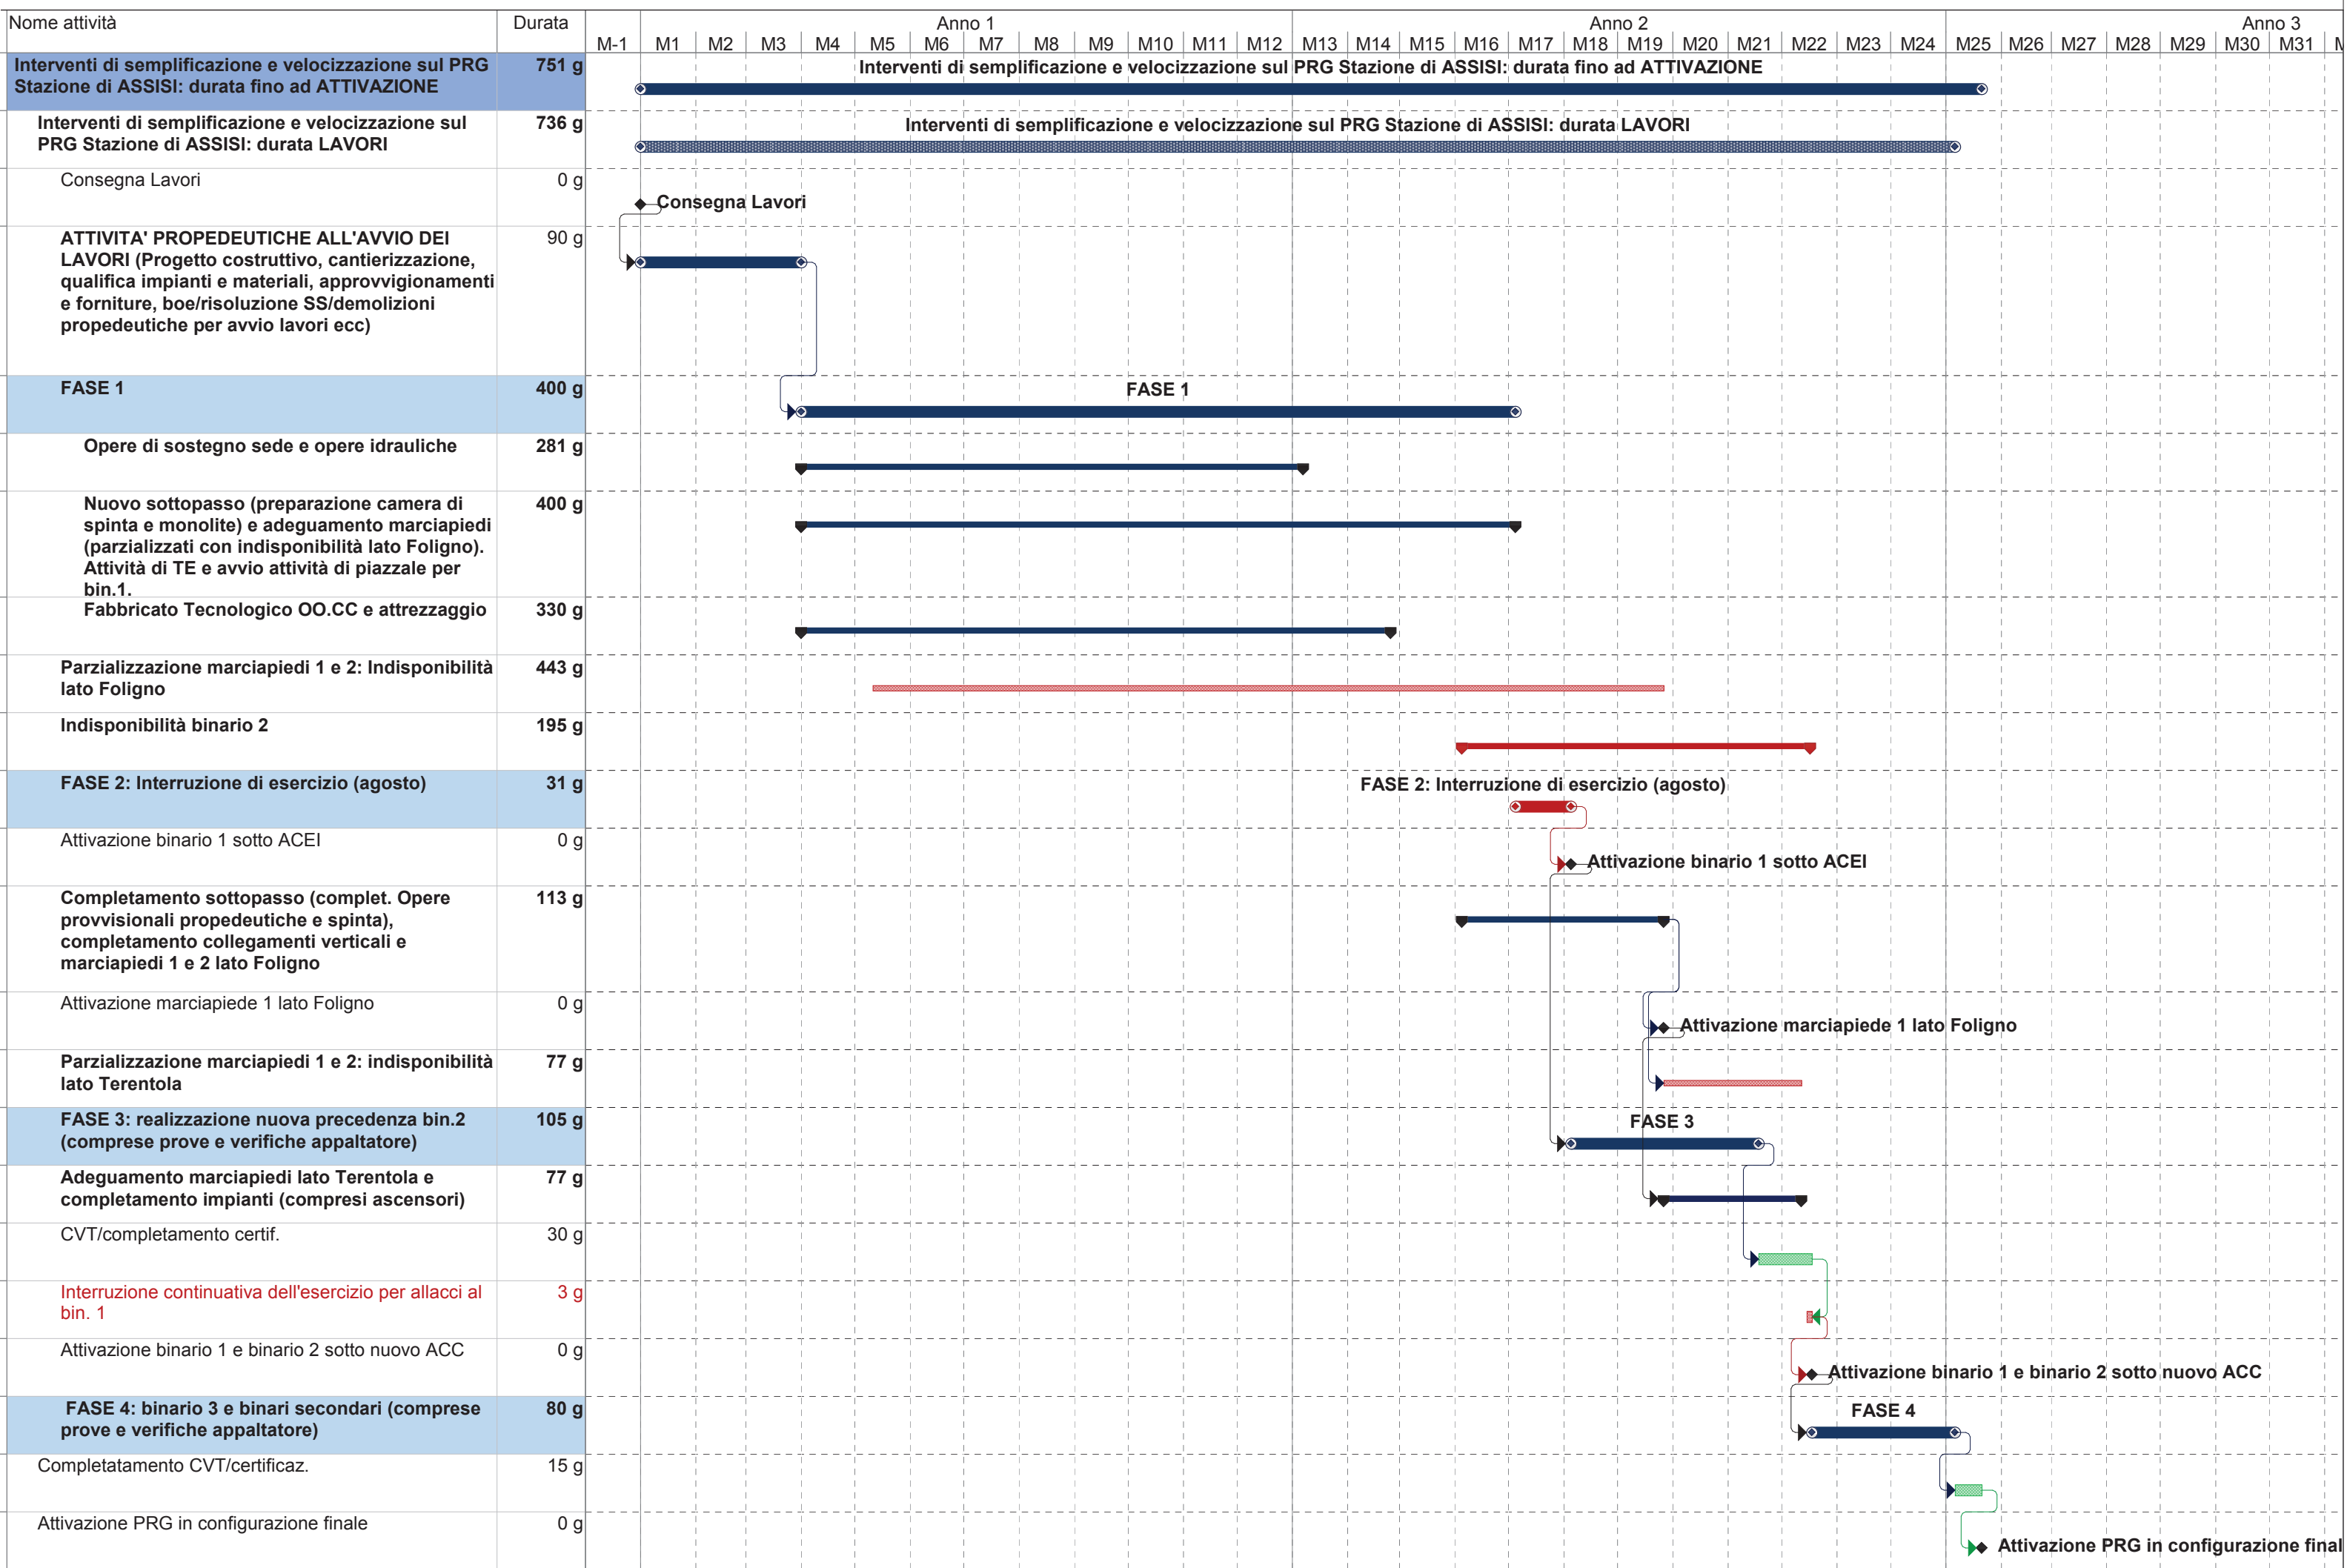 Nome attività Durata Anno 1 Anno 2 Anno 3
M-1 M1 M2 M3 M4 M5 M6 M7 M8 M9 M10 M11 M12 M13 M14 M15 M16 M17 M18 M19 M20 M21 M22 M23 M24 M25 M26 M27 M28 M29 M30 M31
Interventi di semplificazione e velocizzazione sul PRG 751 g Interventi di semplificazione e velocizzazione sul PRG Stazione di ASSISI: durata fino ad ATTIVAZIONE
Stazione di ASSISI: durata fino ad ATTIVAZIONE
Interventi di semplificazione e velocizzazione sul 736 g Interventi di semplificazione e velocizzazione sul PRG Stazione di ASSISI: durata LAVORI
PRG Stazione di ASSISI: durata LAVORI
Consegna Lavori 0 g
Consegna Lavori
ATTIVITA' PROPEDEUTICHE ALL'AVVIO DEI 90 g
LAVORI (Progetto costruttivo, cantierizzazione,
qualifica impianti e materiali, approvvigionamenti
e forniture, boe/risoluzione SS/demolizioni
propedeutiche per avvio lavori ecc)
FASE 1 400 g FASE 1
Opere di sostegno sede e opere idrauliche 281 g
Nuovo sottopasso (preparazione camera di 400 g
spinta e monolite) e adeguamento marciapiedi
(parzializzati con indisponibilità lato Foligno).
Attività di TE e avvio attività di piazzale per
bin.1.
Fabbricato Tecnologico OO.CC e attrezzaggio 330 g
Parzializzazione marciapiedi 1 e 2: Indisponibilità 443 g
lato Foligno
Indisponibilità binario 2 195 g
FASE 2: Interruzione di esercizio (agosto) 31 g FASE 2: Interruzione di esercizio (agosto)
Attivazione binario 1 sotto ACEI 0 g
Attivazione binario 1 sotto ACEI
Completamento sottopasso (complet. Opere 113 g
provvisionali propedeutiche e spinta),
completamento collegamenti verticali e
marciapiedi 1 e 2 lato Foligno
Attivazione marciapiede 1 lato Foligno 0 g
Attivazione marciapiede 1 lato Foligno
Parzializzazione marciapiedi 1 e 2: indisponibilità 77 g
lato Terentola
FASE 3: realizzazione nuova precedenza bin.2 105 g FASE 3
(comprese prove e verifiche appaltatore)
Adeguamento marciapiedi lato Terentola e 77 g
completamento impianti (compresi ascensori)
CVT/completamento certif. 30 g
Interruzione continuativa dell'esercizio per allacci al 3 g
bin. 1
Attivazione binario 1 e binario 2 sotto nuovo ACC 0 g
Attivazione binario 1 e binario 2 sotto nuovo ACC
FASE 4: binario 3 e binari secondari (comprese 80 g FASE 4
prove e verifiche appaltatore)
Completatamento CVT/certificaz. 15 g
Attivazione PRG in configurazione finale 0 g
Attivazione PRG in configurazione final